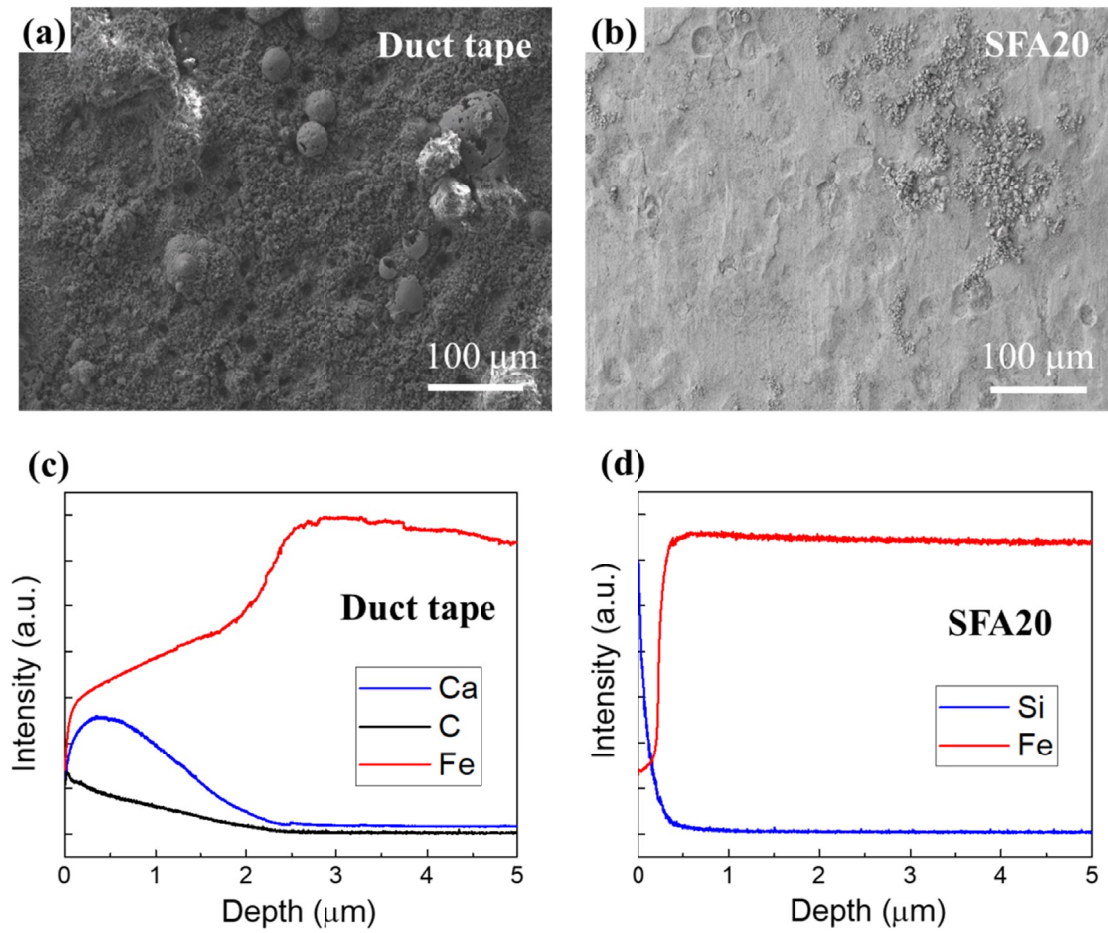 (a)
Duct tape
100 μm
(b)
SFA20
100 μm
(c)
Intensity (a.u.)
Duct tape
Ca
C
Fe
0 1 2 3 4 5
Depth (μm)
(d)
Intensity (a.u.)
SFA20
Si
Fe
0 1 2 3 4 5
Depth (μm)